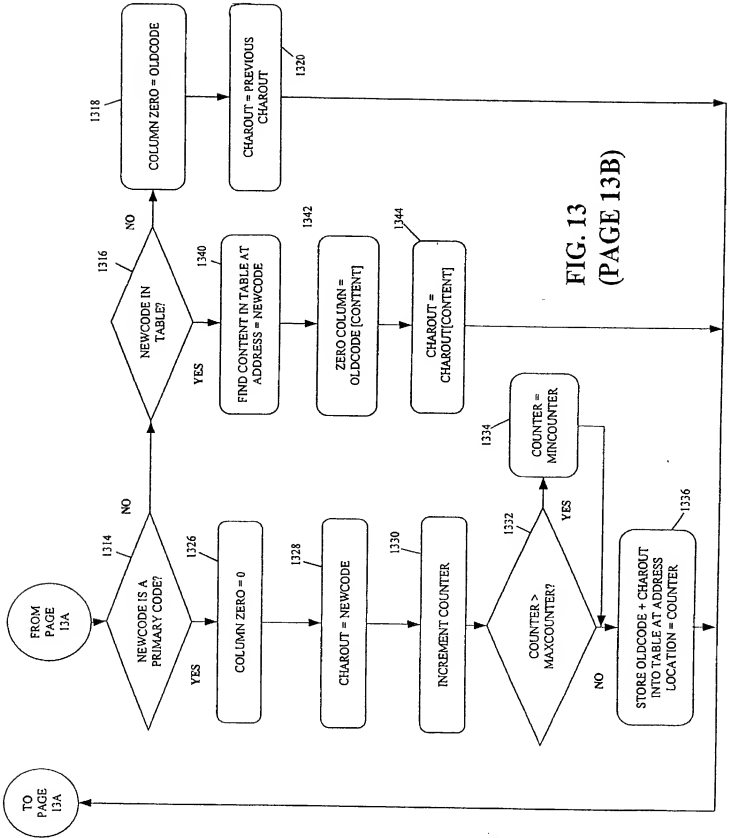 TO
PAGE
13A
FROM
PAGE
13A
1314
NEWCODE IS A
PRIMARY CODE?
NO
YES
1326
COLUMN ZERO = 0
1328
CHAROUT = NEWCODE
1330
INCREMENT COUNTER
1332
COUNTER >
MAXCOUNTER?
YES
NO
1334
COUNTER =
MINCOUNTER
1336
STORE OLDCODE + CHAROUT
INTO TABLE AT ADDRESS
LOCATION = COUNTER
1316
NEWCODE IN
TABLE?
NO
YES
1340
FIND CONTENT IN TABLE AT
ADDRESS = NEWCODE
1342
ZERO COLUMN =
OLDCODE [CONTENT]
1344
CHAROUT =
CHAROUT[CONTENT]
1318
COLUMN ZERO = OLDCODE
1320
CHAROUT = PREVIOUS
CHAROUT
FIG. 13
(PAGE 13B)